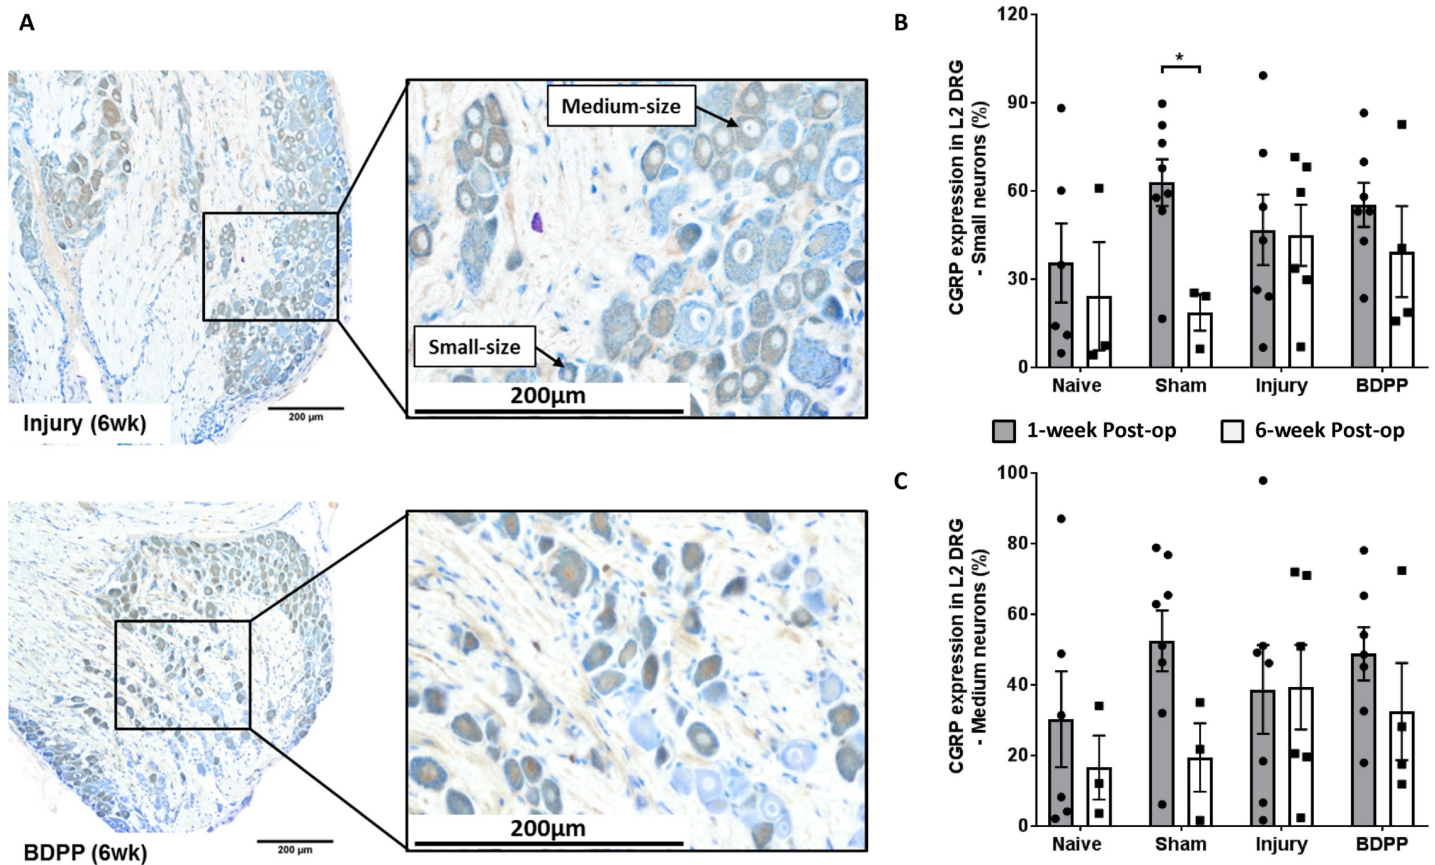 A
Medium-size
Small-size
200µm
200 µm
Injury (6wk)
200µm
200 µm
BDPP (6wk)
B
CGRP expression in L2 DRG
- Small neurons (%)
120
90
60
30
0
*
Naive Sham Injury BDPP
1-week Post-op 6-week Post-op
C
CGRP expression in L2 DRG
- Medium neurons (%)
100
80
60
40
20
0
Naive Sham Injury BDPP